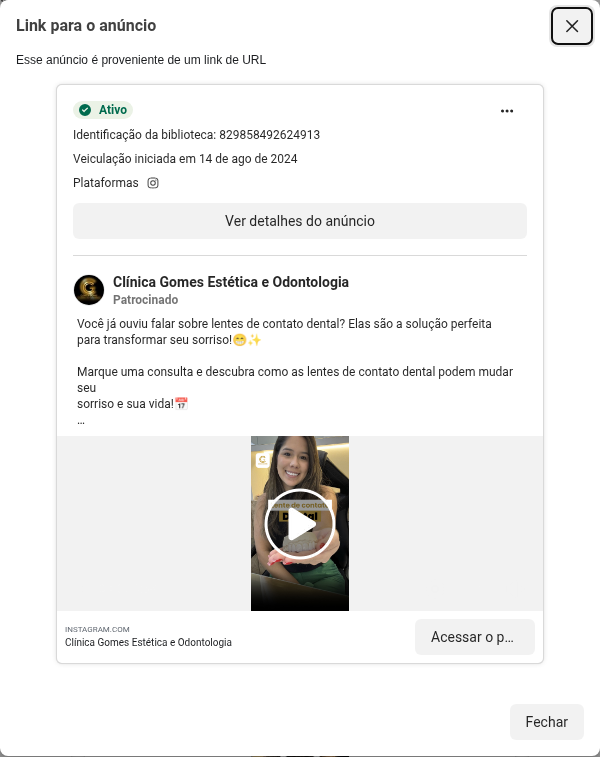 Link para o anúncio
Esse anúncio é proveniente de um link de URL
Ativo
Identificação da biblioteca: 829858492624913
Veiculação iniciada em 14 de ago de 2024
Plataformas
Ver detalhes do anúncio
Clínica Gomes Estética e Odontologia
Patrocinado
Você já ouviu falar sobre lentes de contato dental? Elas são a solução perfeita
para transformar seu sorriso!😁✨
Marque uma consulta e descubra como as lentes de contato dental podem mudar
seu
sorriso e sua vida!📅
...
Lente de contato
INSTAGRAM.COM
Clínica Gomes Estética e Odontologia
Acessar o p...
Fechar